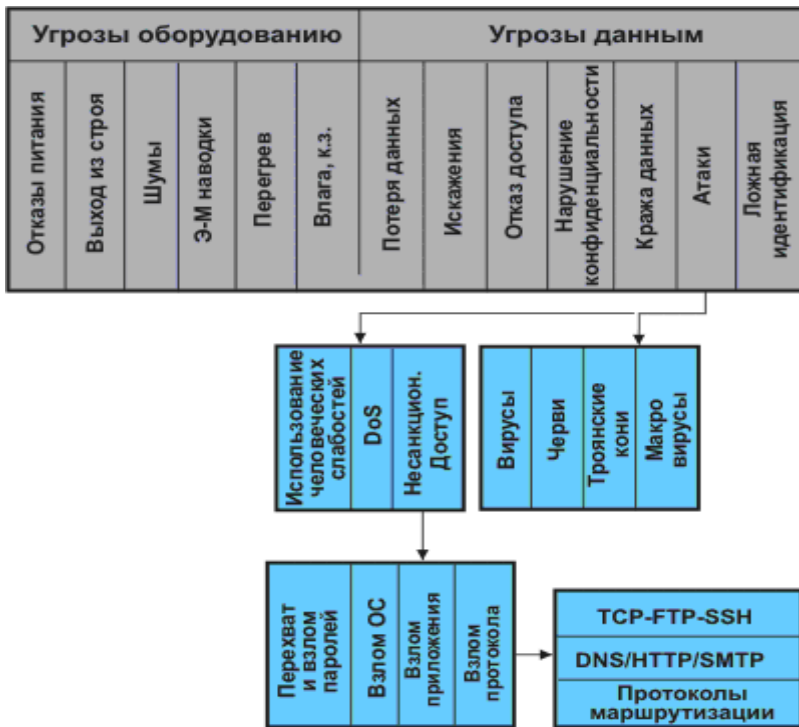 Угрозы оборудованию
Угрозы данным
Отказы питания
Выход из строя
Шумы
Э-М наводки
Перегрев
Влага, к.з.
Потеря данных
Искажения
Отказ доступа
Нарушение
конфиденциальности
Кража данных
Атаки
Ложная
идентификация
Использование
человеческих
слабостей
DoS
Несанкцион.
Доступ
Вирусы
Черви
Троянские
кони
Макро
вирусы
Перехват
и взлом
паролей
Взлом ОС
Взлом
приложения
Взлом
протокола
TCP-FTP-SSH
DNS/HTTP/SMTP
Протоколы
маршрутизации